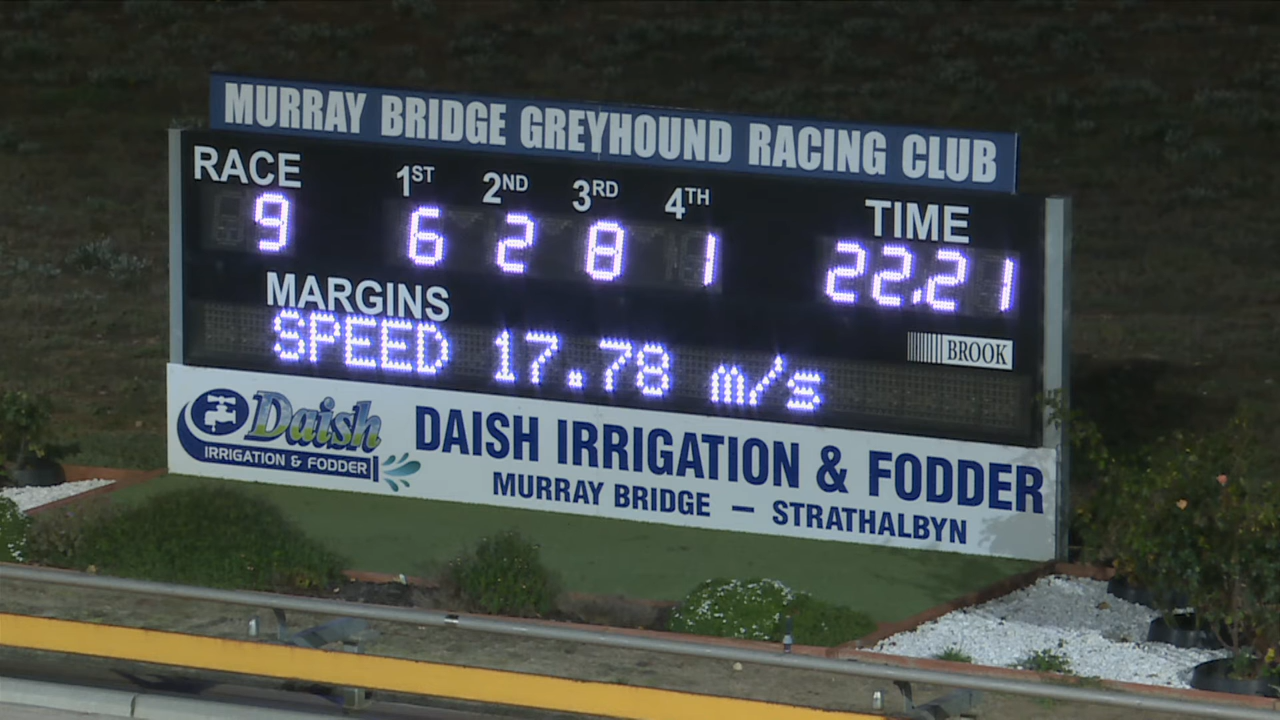 MURRAY BRIDGE GREYHOUND RACING CLUB
RACE 1ST 2ND 3RD 4TH TIME
9 6 2 8 1 22.21
MARGINS
SPEED 17.78 m/s
BROOK
Daish
IRRIGATION & FODDER
DAISH IRRIGATION & FODDER
MURRAY BRIDGE — STRATHALBYN